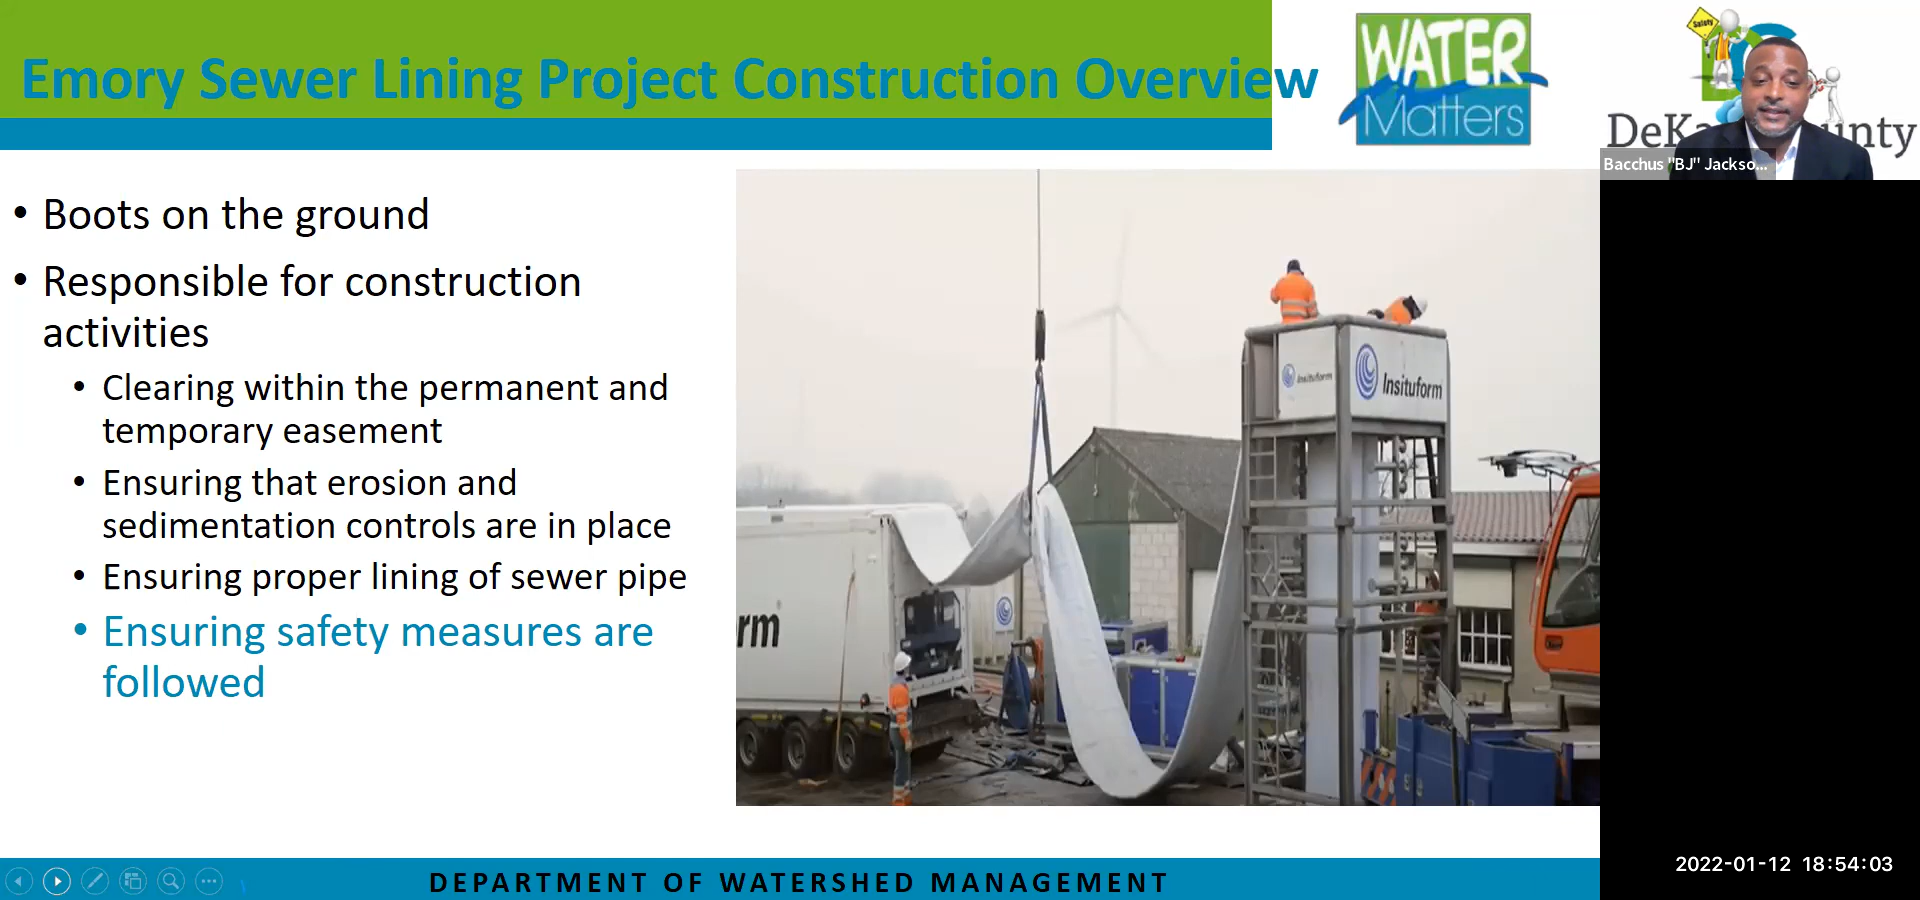 Emory Sewer Lining Project Construction Overview
WATER
Matters
Safety
DeKa
unty
Bacchus "BJ" Jackso...
• Boots on the ground
• Responsible for construction
activities
• Clearing within the permanent and
temporary easement
• Ensuring that erosion and
sedimentation controls are in place
• Ensuring proper lining of sewer pipe
• Ensuring safety measures are
followed
Insituform
Insituform
rm
DEPARTMENT OF WATERSHED MANAGEMENT
2022-01-12 18:54:03